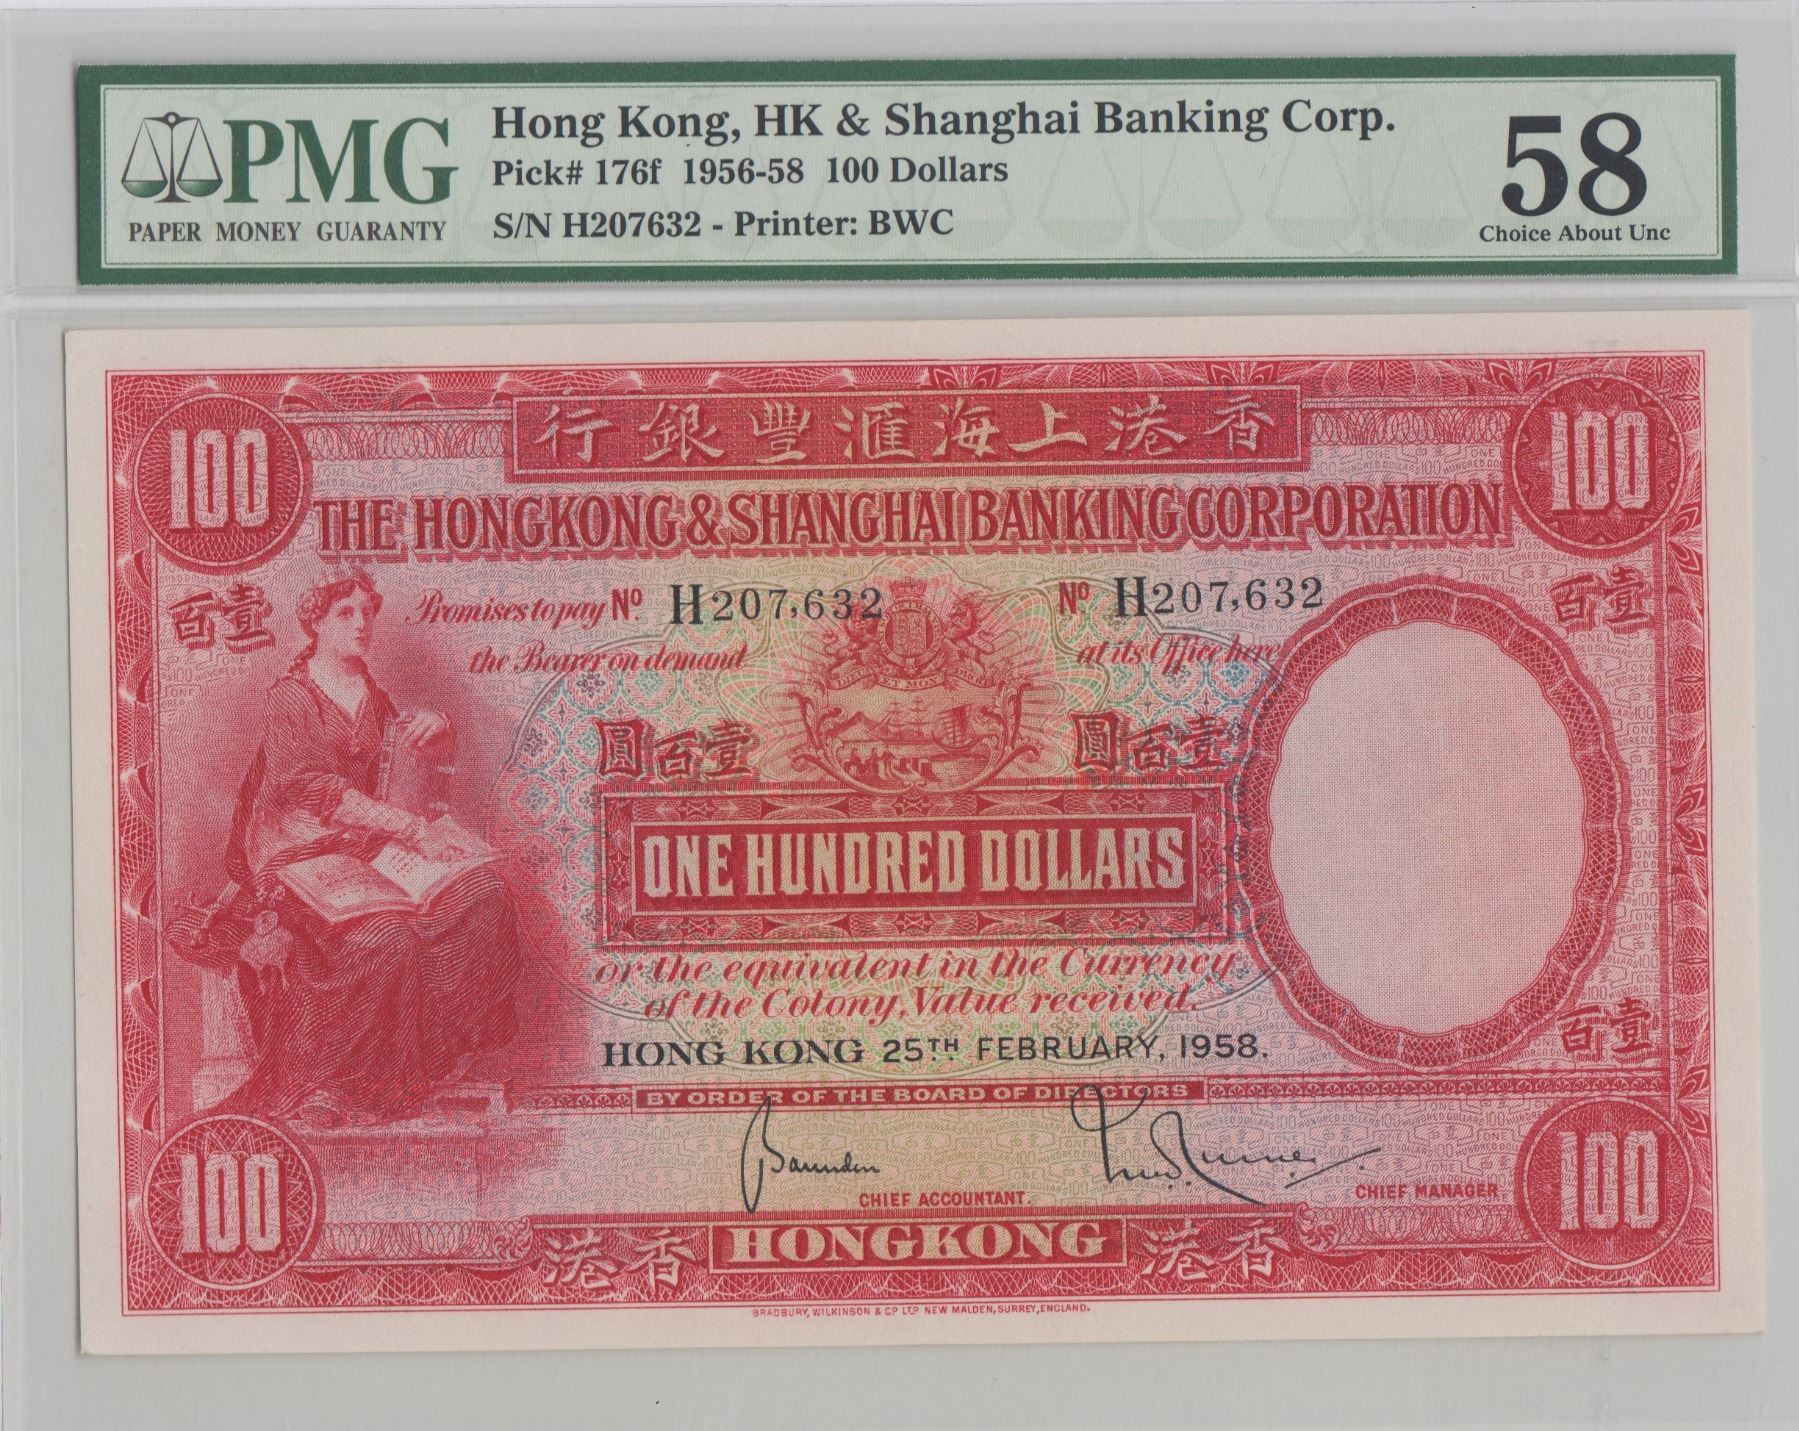 PMG
PAPER MONEY GUARANTY
Hong Kong, HK & Shanghai Banking Corp.
Pick# 176f 1956-58 100 Dollars
S/N H207632 - Printer: BWC
58
Choice About Unc
100
行銀豐滙海上港香
100
THE HONGKONG & SHANGHAI BANKING CORPORATION
百壹
Promises to pay No. H207,632
No H207,632
百壹
the Bearer on demand
at its Office here
DIEU ET MON DROIT
圓百壹
圓百壹
ONE HUNDRED DOLLARS
or the equivalent in the Currency
of the Colony, Value received.
百壹
HONG KONG 25TH FEBRUARY, 1958.
BY ORDER OF THE BOARD OF DIRECTORS
100
CHIEF ACCOUNTANT.
CHIEF MANAGER
100
港香
HONGKONG
港香
BRADBURY, WILKINSON & Co LTD NEW MALDEN, SURREY, ENGLAND.